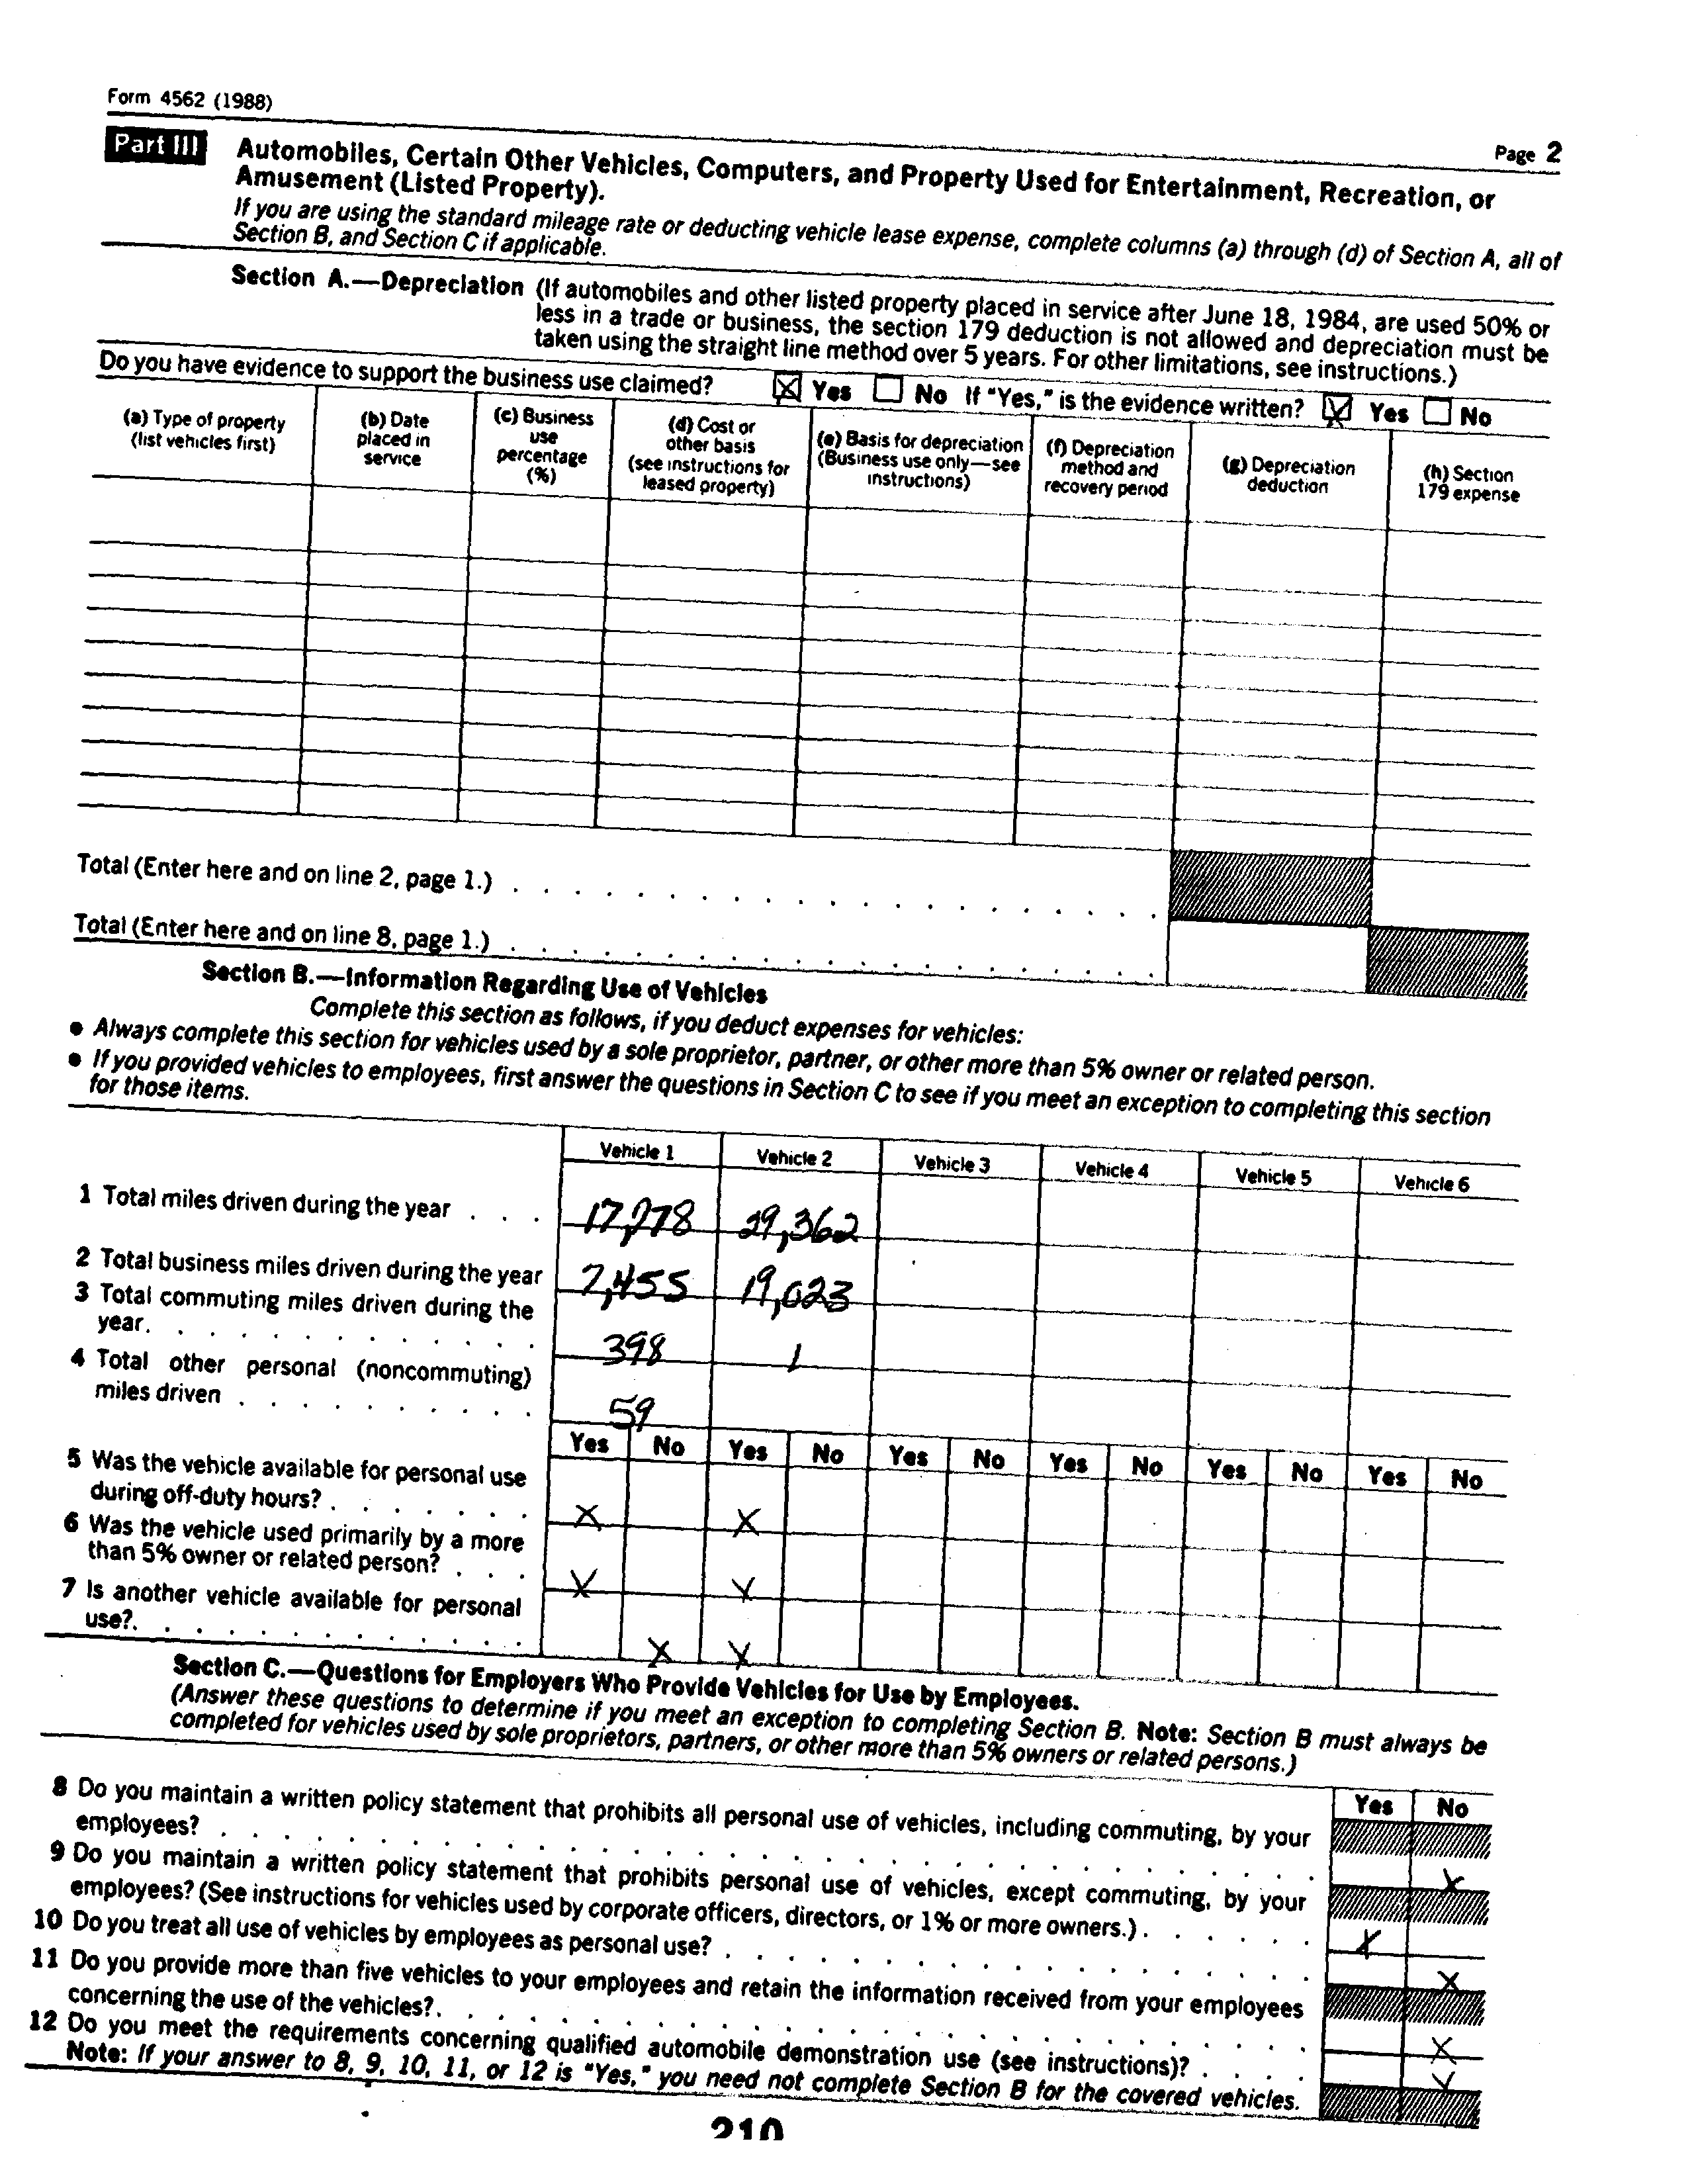 Form 4562 (1988)
Page 2
Part III
Automobiles, Certain Other Vehicles, Computers, and Property Used for Entertainment, Recreation, or
Amusement (Listed Property).
If you are using the standard mileage rate or deducting vehicle lease expense, complete columns (a) through (d) of Section A, all of
Section B, and Section C if applicable.
Section A.—Depreciation (If automobiles and other listed property placed in service after June 18, 1984, are used 50% or
less in a trade or business, the section 179 deduction is not allowed and depreciation must be
taken using the straight line method over 5 years. For other limitations, see instructions.)
Do you have evidence to support the business use claimed? X Yes No If "Yes," is the evidence written? X Yes No
(a) Type of property
(list vehicles first)
(b) Date
placed in
service
(c) Business
use
percentage
(%)
(d) Cost or
other basis
(see instructions for
leased property)
(e) Basis for depreciation
(Business use only—see
instructions)
(f) Depreciation
method and
recovery period
(g) Depreciation
deduction
(h) Section
179 expense
Total (Enter here and on line 2, page 1.)
Total (Enter here and on line 8, page 1.)
Section B.—Information Regarding Use of Vehicles
Complete this section as follows, if you deduct expenses for vehicles:
● Always complete this section for vehicles used by a sole proprietor, partner, or other more than 5% owner or related person.
● If you provided vehicles to employees, first answer the questions in Section C to see if you meet an exception to completing this section
for those items.
Vehicle 1 Vehicle 2 Vehicle 3 Vehicle 4 Vehicle 5 Vehicle 6
1 Total miles driven during the year . . . 29,362
2 Total business miles driven during the year 7,455 19,023
3 Total commuting miles driven during the
year. . . . . . . . . . . . . 398 1
4 Total other personal (noncommuting)
miles driven . . . . . . . . . . 59
Yes No Yes No Yes No Yes No Yes No Yes No
5 Was the vehicle available for personal use
during off-duty hours? . . . . . . . X X
6 Was the vehicle used primarily by a more
than 5% owner or related person? . . . X X
7 Is another vehicle available for personal
use?. . . . . . . . . . . . . X X
Section C.—Questions for Employers Who Provide Vehicles for Use by Employees.
(Answer these questions to determine if you meet an exception to completing Section B. Note: Section B must always be
completed for vehicles used by sole proprietors, partners, or other more than 5% owners or related persons.)
Yes No
8 Do you maintain a written policy statement that prohibits all personal use of vehicles, including commuting, by your
employees? X
9 Do you maintain a written policy statement that prohibits personal use of vehicles, except commuting, by your
employees? (See instructions for vehicles used by corporate officers, directors, or 1% or more owners.) . X
10 Do you treat all use of vehicles by employees as personal use? X
11 Do you provide more than five vehicles to your employees and retain the information received from your employees
concerning the use of the vehicles?. X
12 Do you meet the requirements concerning qualified automobile demonstration use (see instructions)? X
Note: If your answer to 8, 9, 10, 11, or 12 is "Yes," you need not complete Section B for the covered vehicles.
210